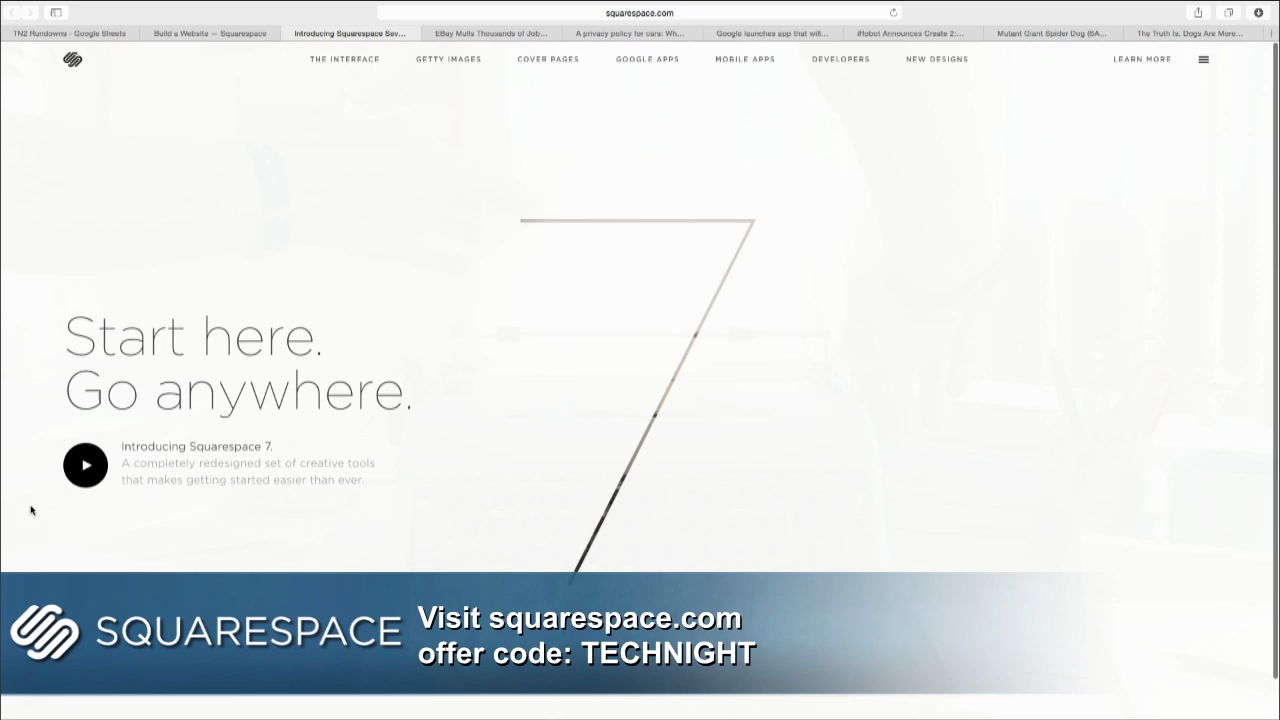 squarespace.com
TN2 Rundowns - Google Sheets
Build a Website — Squarespace
Introducing Squarespace Sev...
EBay Mulls Thousands of Job...
A privacy policy for cars: Wh...
Google launches app that will...
iRobot Announces Create 2:...
Mutant Giant Spider Dog (SA...
The Truth Is, Dogs Are More...
THE INTERFACE
GETTY IMAGES
COVER PAGES
GOOGLE APPS
MOBILE APPS
DEVELOPERS
NEW DESIGNS
LEARN MORE
7
Start here.
Go anywhere.
Introducing Squarespace 7.
A completely redesigned set of creative tools
that makes getting started easier than ever.
SQUARESPACE
Visit squarespace.com
offer code: TECHNIGHT